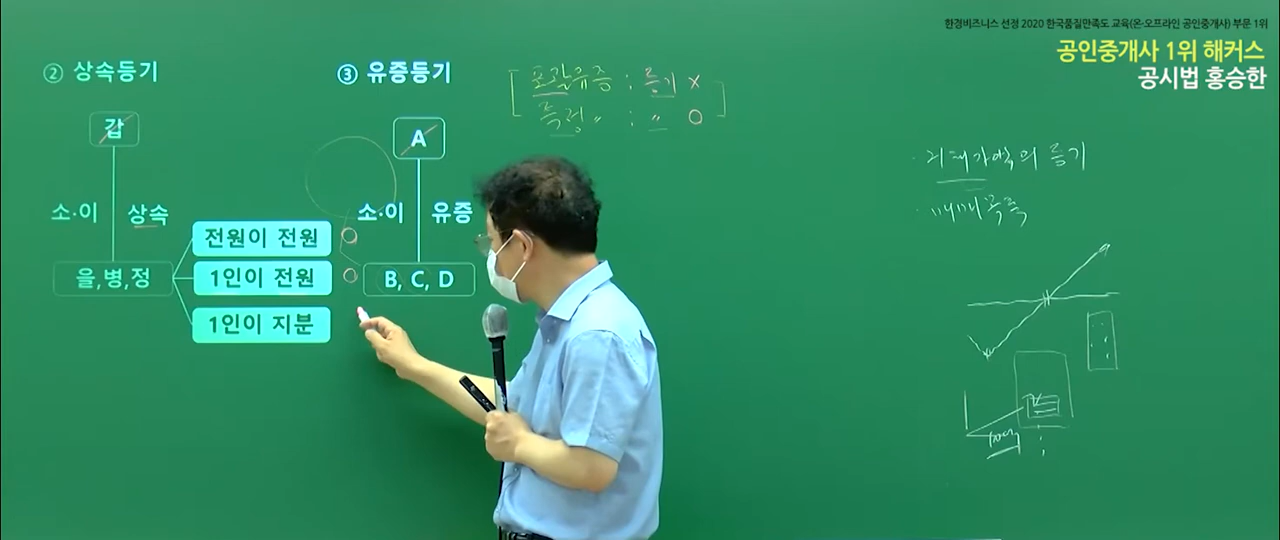 한경비즈니스 선정 2020 한국품질만족도 교육(온·오프라인 공인중개사) 부문 1위
공인중개사 1위 해커스
공시법 홍승한
② 상속등기
갑
소·이 상속
을,병,정
전원이 전원 ○
1인이 전원 ○
1인이 지분
③ 유증등기
A
소·이 유증
B, C, D
포괄유증 : 등기 X
특정 〃 : 〃 O
의 등기